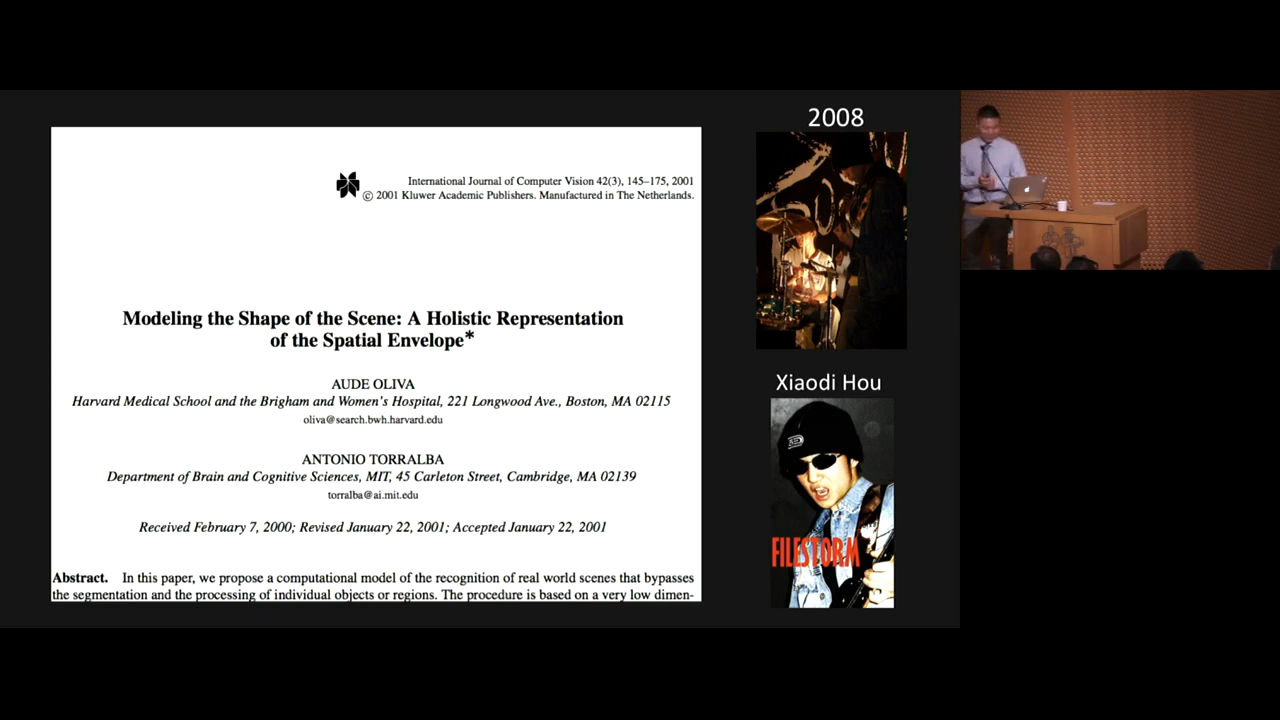 International Journal of Computer Vision 42(3), 145–175, 2001
© 2001 Kluwer Academic Publishers. Manufactured in The Netherlands.
Modeling the Shape of the Scene: A Holistic Representation
of the Spatial Envelope*
AUDE OLIVA
Harvard Medical School and the Brigham and Women's Hospital, 221 Longwood Ave., Boston, MA 02115
oliva@search.bwh.harvard.edu
ANTONIO TORRALBA
Department of Brain and Cognitive Sciences, MIT, 45 Carleton Street, Cambridge, MA 02139
torralba@ai.mit.edu
Received February 7, 2000; Revised January 22, 2001; Accepted January 22, 2001
Abstract. In this paper, we propose a computational model of the recognition of real world scenes that bypasses
the segmentation and the processing of individual objects or regions. The procedure is based on a very low dimen-
2008
Xiaodi Hou
FILESTORM